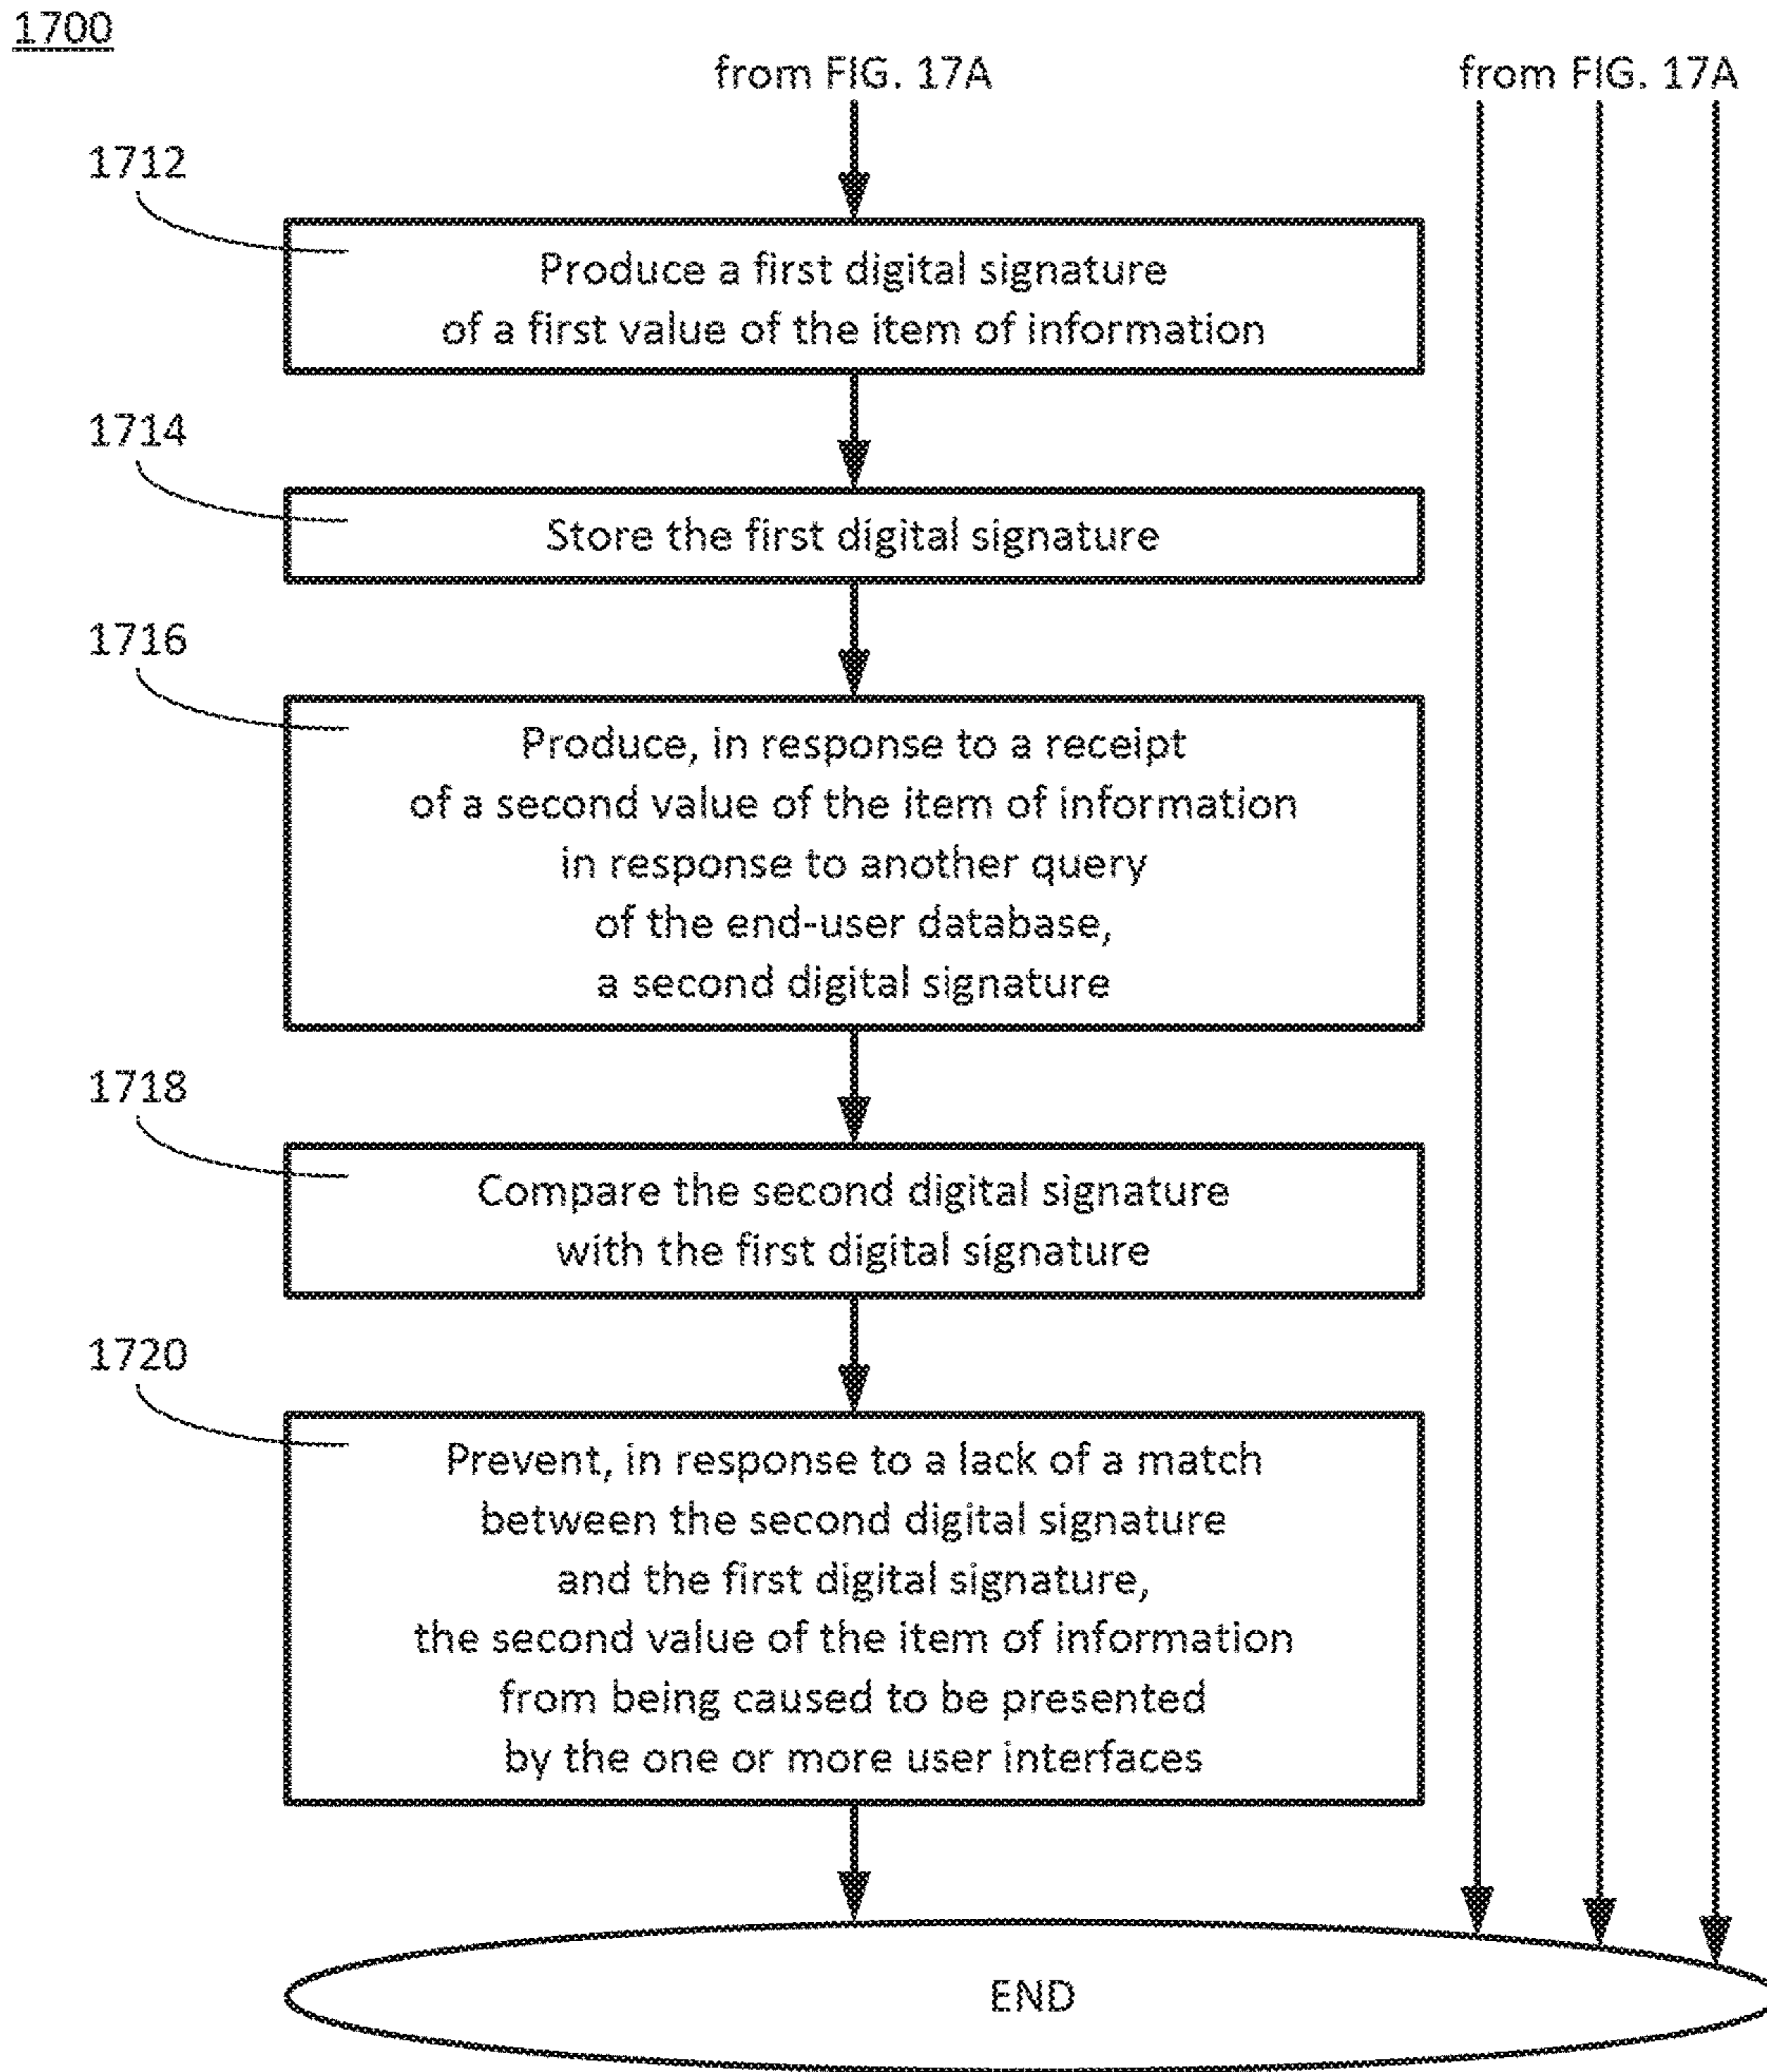 1700
from FIG. 17A
from FIG. 17A
1712
Produce a first digital signature
of a first value of the item of information
1714
Store the first digital signature
1716
Produce, in response to a receipt
of a second value of the item of information
in response to another query
of the end-user database,
a second digital signature
1718
Compare the second digital signature
with the first digital signature
1720
Prevent, in response to a lack of a match
between the second digital signature
and the first digital signature,
the second value of the item of information
from being caused to be presented
by the one or more user interfaces
END